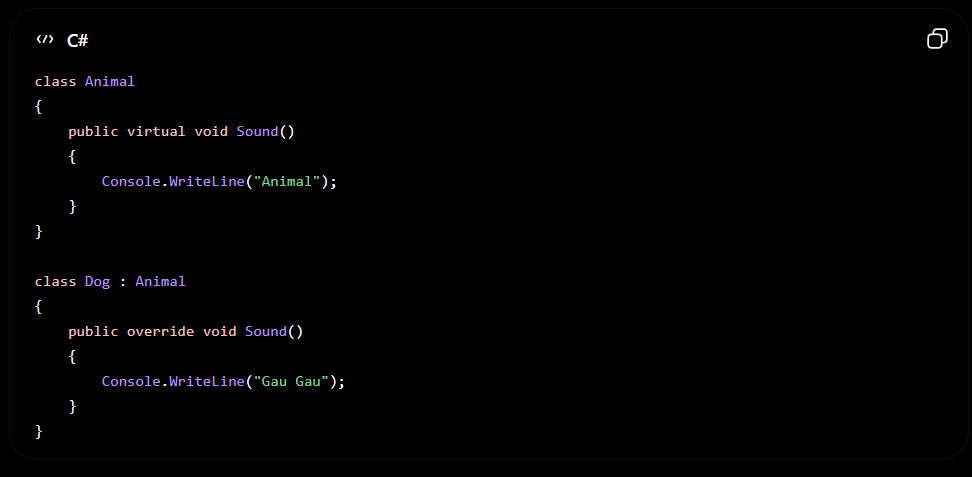 C#
class Animal
{
    public virtual void Sound()
    {
        Console.WriteLine("Animal");
    }
}

class Dog : Animal
{
    public override void Sound()
    {
        Console.WriteLine("Gau Gau");
    }
}